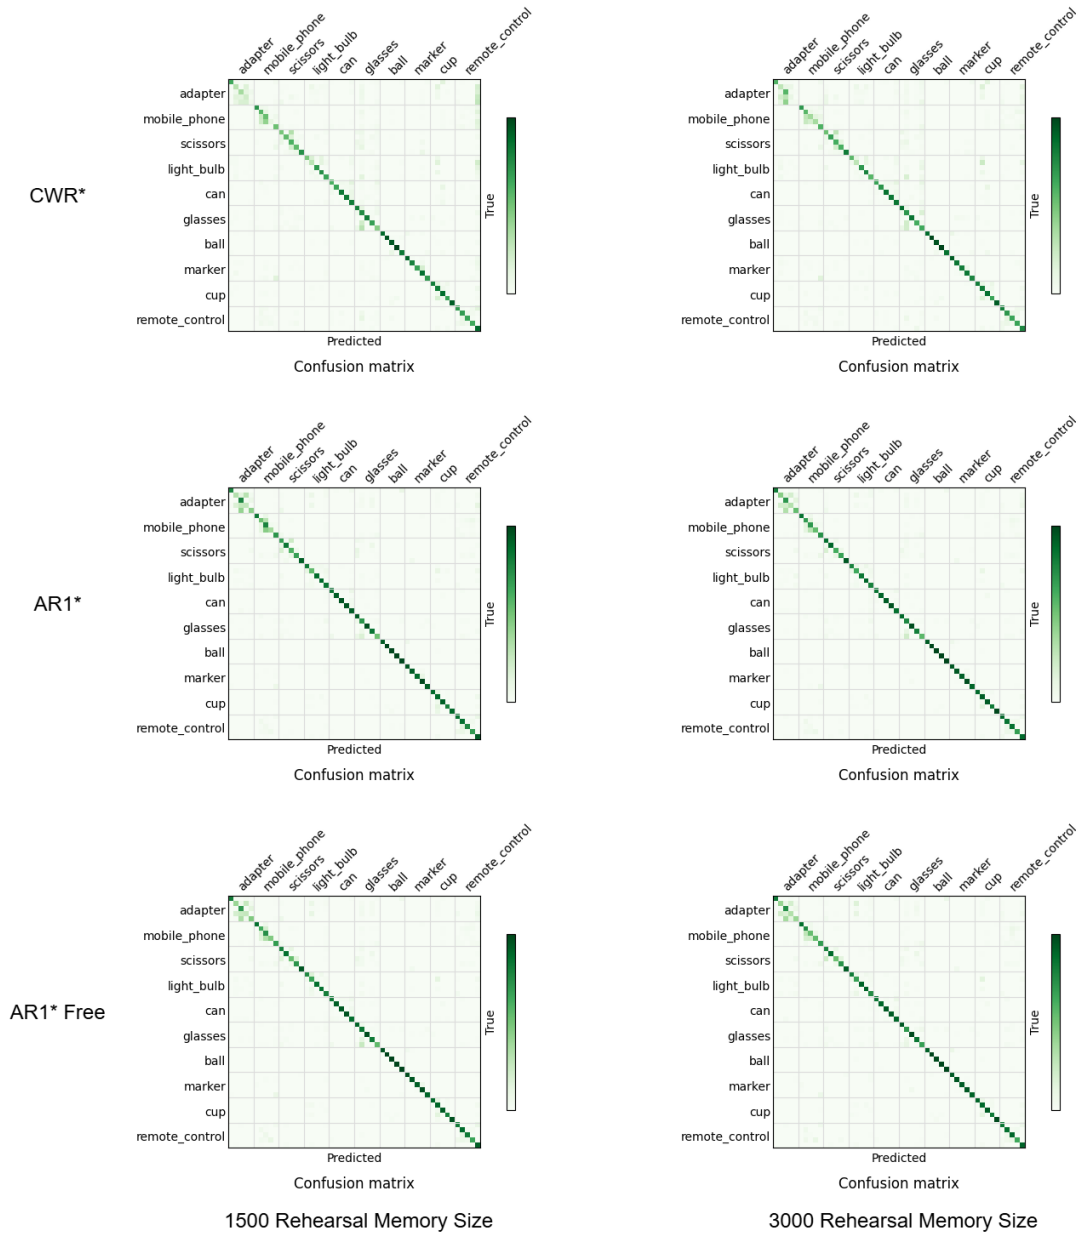 adapter mobile_phone scissors light_bulb can glasses ball marker cup remote_control
adapter mobile_phone scissors light_bulb can glasses ball marker cup remote_control
CWR*
adapter
mobile_phone
scissors
light_bulb
can
glasses
ball
marker
cup
remote_control
True
Predicted
Confusion matrix
adapter
mobile_phone
scissors
light_bulb
can
glasses
ball
marker
cup
remote_control
True
Predicted
Confusion matrix
adapter mobile_phone scissors light_bulb can glasses ball marker cup remote_control
adapter mobile_phone scissors light_bulb can glasses ball marker cup remote_control
AR1*
adapter
mobile_phone
scissors
light_bulb
can
glasses
ball
marker
cup
remote_control
True
Predicted
Confusion matrix
adapter
mobile_phone
scissors
light_bulb
can
glasses
ball
marker
cup
remote_control
True
Predicted
Confusion matrix
adapter mobile_phone scissors light_bulb can glasses ball marker cup remote_control
adapter mobile_phone scissors light_bulb can glasses ball marker cup remote_control
AR1* Free
adapter
mobile_phone
scissors
light_bulb
can
glasses
ball
marker
cup
remote_control
True
Predicted
Confusion matrix
adapter
mobile_phone
scissors
light_bulb
can
glasses
ball
marker
cup
remote_control
True
Predicted
Confusion matrix
1500 Rehearsal Memory Size
3000 Rehearsal Memory Size